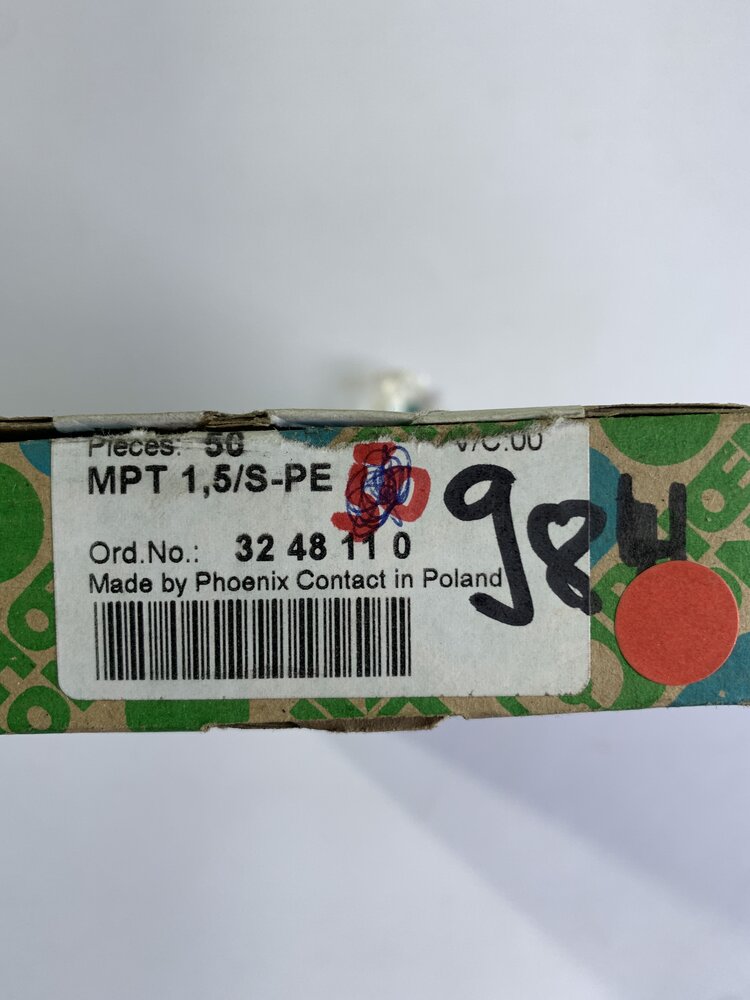 Pieces: 50 V/C:00
MPT 1,5/S-PE
984
Ord.No.: 32 48 11 0
Made by Phoenix Contact in Poland